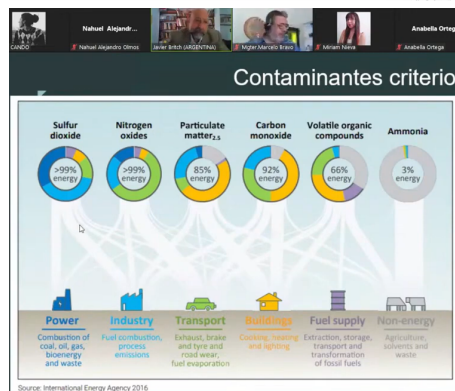 Nahuel Alejandr...
Anabella Orteg
CANDO
Nahuel Alejandro Olmos
Javier Britch (ARGENTINA)
Mgter.Marcelo Bravo
Miriam Nieva
Anabella Ortega
Contaminantes criterio
Sulfur dioxide
Nitrogen oxides
Particulate matter2.5
Carbon monoxide
Volatile organic compounds
Ammonia
>99% energy
>99% energy
85% energy
92% energy
66% energy
3% energy
Power
Combustion of coal, oil, gas, bioenergy and waste
Industry
Fuel combustion, process emissions
Transport
Exhaust, brake and tyre and road wear, fuel evaporation
Buildings
Cooking, heating and lighting
Fuel supply
Extraction, storage, transport and transformation of fossil fuels
Non-energy
Agriculture, solvents and waste
Source: International Energy Agency 2016